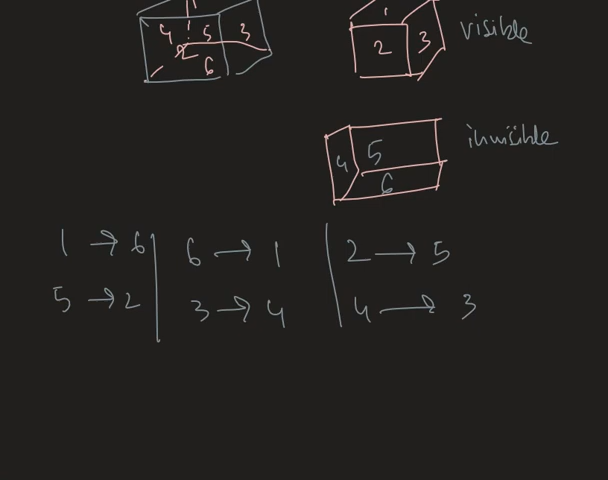 1
4 5 3
2
6
1
2 3
visible
4 5
6
invisible
1 → 6 | 6 → 1 | 2 → 5
5 → 2 | 3 → 4 | 4 → 3